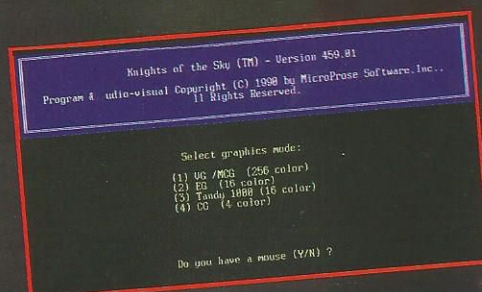 Knights of the Sky (TM) - Version 459.01
Program & udio-visual Copyright (C) 1990 by MicroProse Software.Inc..
ll Rights Reserved.
Select graphics mode:
(1) VG /MCG (256 color)
(2) EG (16 color)
(3) Tandy 1000 (16 color)
(4) CG (4 color)
Do you have a mouse (Y/N) ?